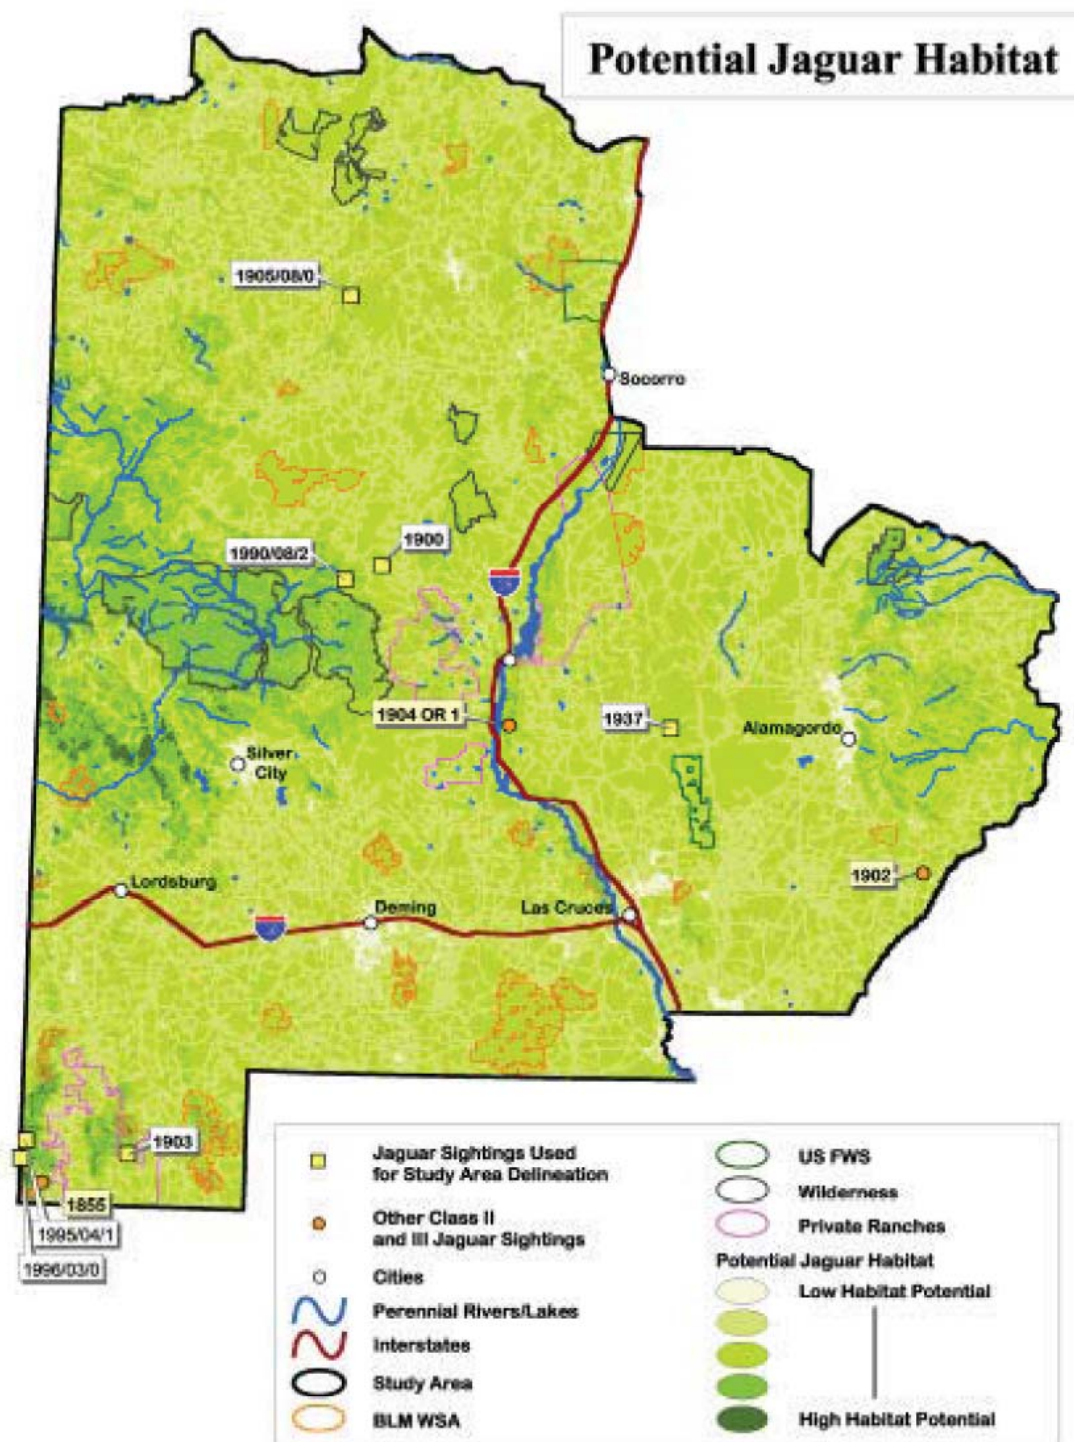 Potential Jaguar Habitat
1905/08/0
Socorro
1900
1990/08/2
1904 OR 1
1937
Alamagordo
Silver
City
Lordsburg
1902
Deming
Las Cruces
1903
1855
1995/04/1
1996/03/0
Jaguar Sightings Used
for Study Area Delineation
Other Class II
and III Jaguar Sightings
Cities
Perennial Rivers/Lakes
Interstates
Study Area
BLM WSA
US FWS
Wilderness
Private Ranches
Potential Jaguar Habitat
Low Habitat Potential
High Habitat Potential